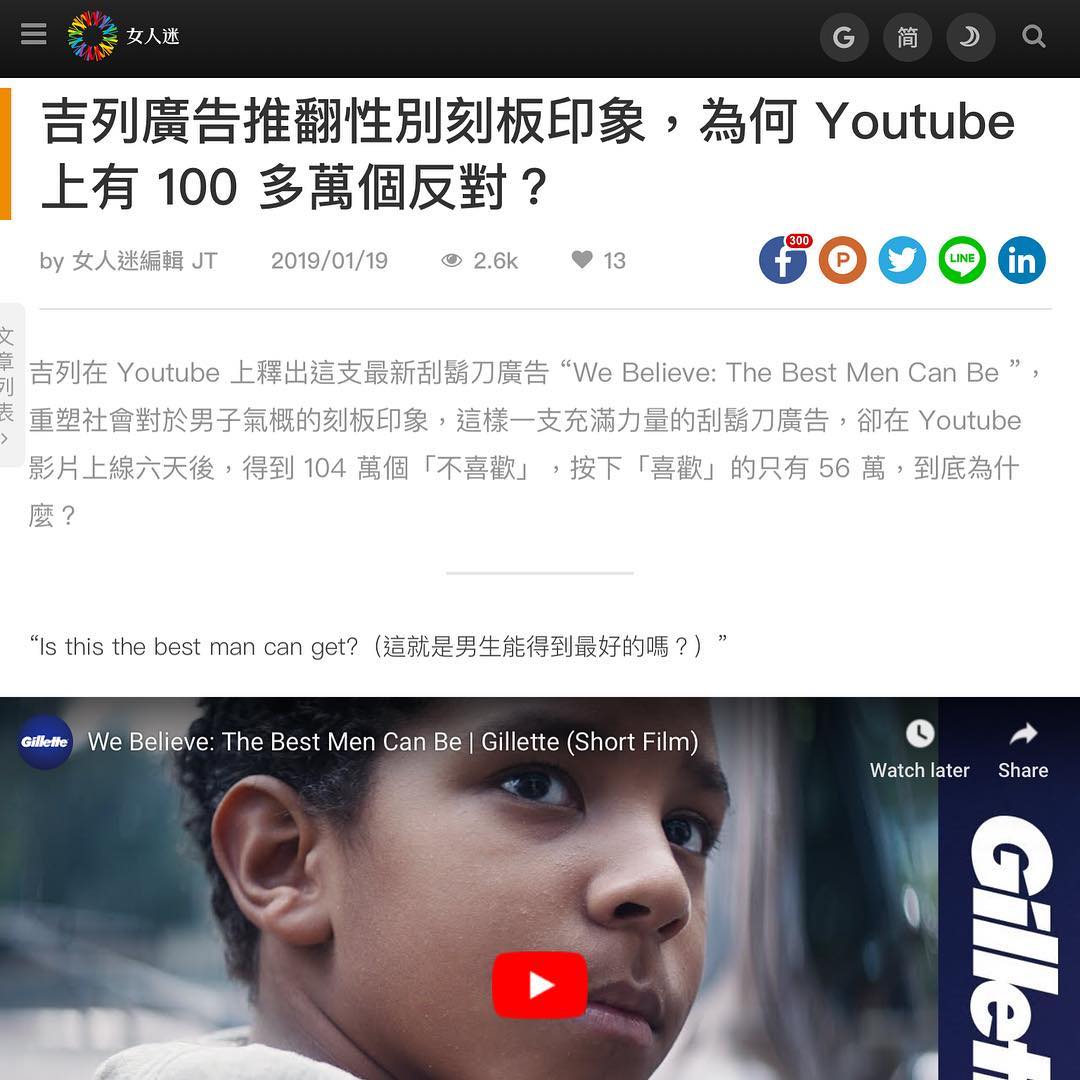 女人迷
G
简
吉列廣告推翻性別刻板印象，為何 Youtube
上有 100 多萬個反對？
by 女人迷編輯 JT 2019/01/19 2.6k 13
300
f
P
LINE
in
文章列表
吉列在 Youtube 上釋出這支最新刮鬍刀廣告 “We Believe: The Best Men Can Be ”，
重塑社會對於男子氣概的刻板印象，這樣一支充滿力量的刮鬍刀廣告，卻在 Youtube
影片上線六天後，得到 104 萬個「不喜歡」，按下「喜歡」的只有 56 萬，到底為什
麼？
“Is this the best man can get?（這就是男生能得到最好的嗎？）”
Gillette
We Believe: The Best Men Can Be | Gillette (Short Film)
Watch later
Share
Gillet